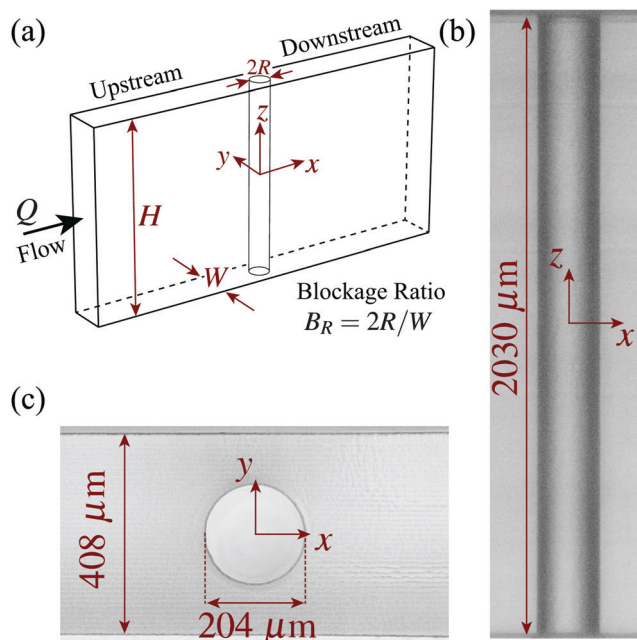 (a)
Upstream
Downstream
2R
z
y
x
H
Q
Flow
W
Blockage Ratio
B_R = 2R/W
(b)
2030 μm
z
x
(c)
408 μm
y
x
204 μm